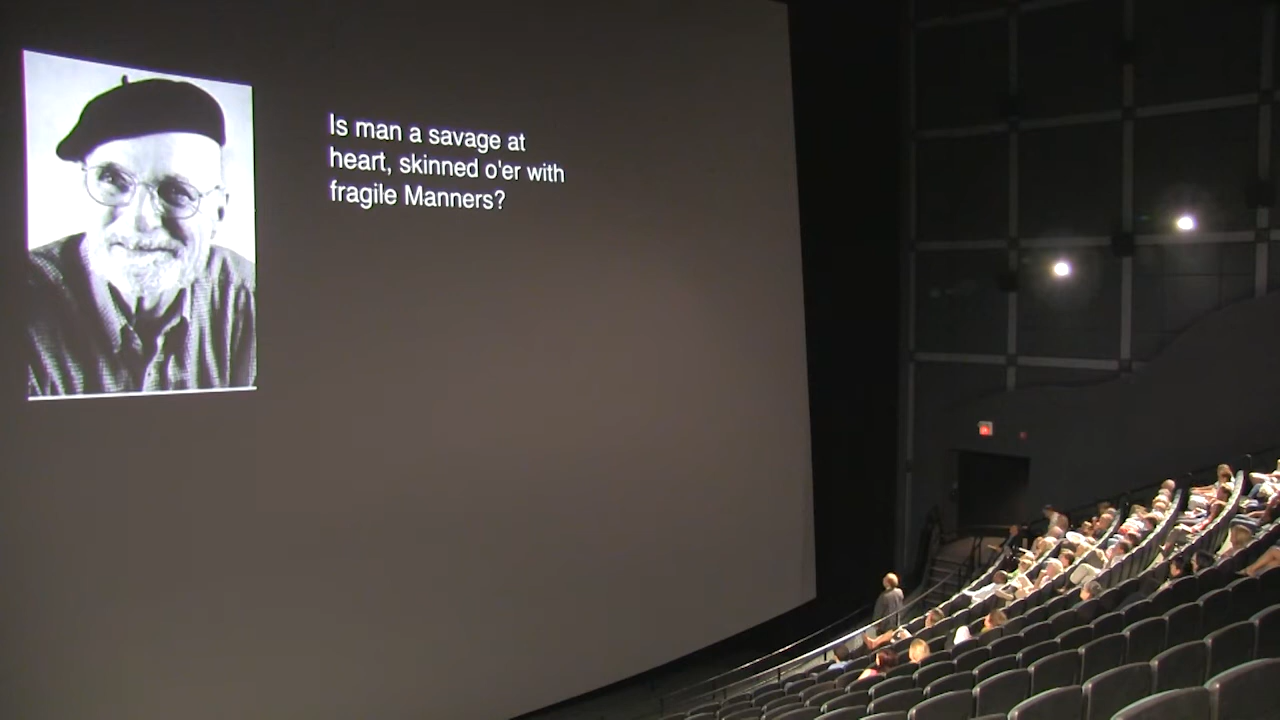 Is man a savage at
heart, skinned o'er with
fragile Manners?